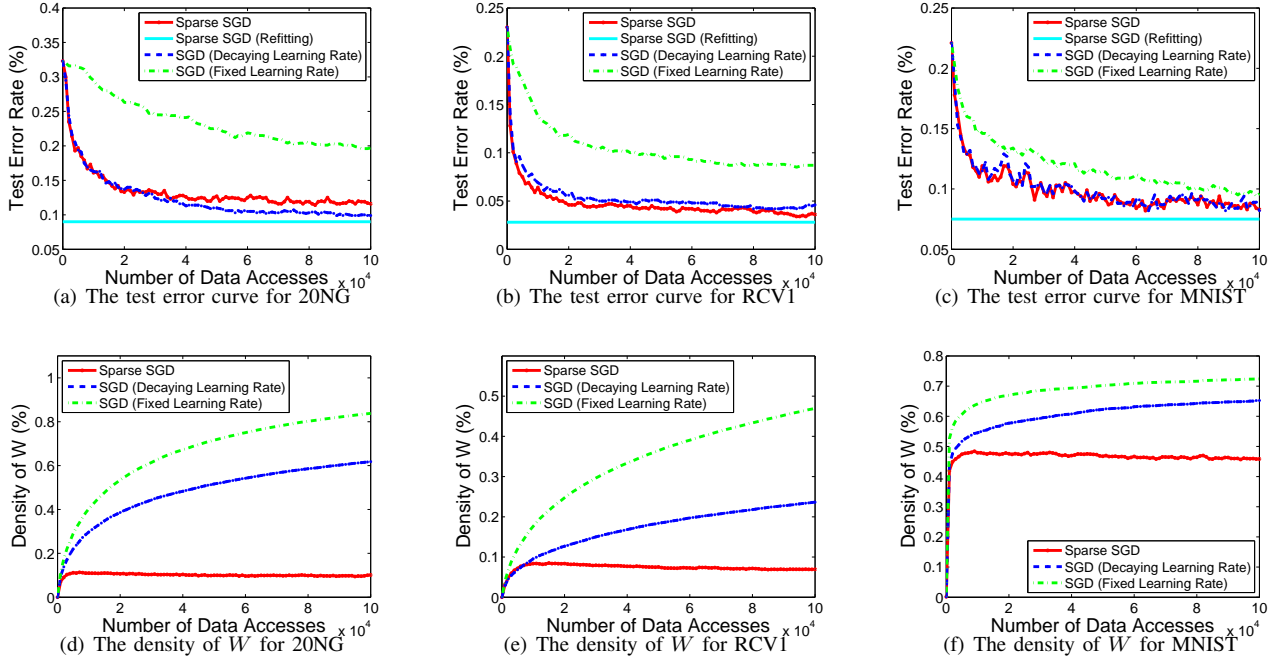 0.4
0.35
0.3
0.25
0.2
0.15
0.1
0.05
Test Error Rate (%)
Sparse SGD
Sparse SGD (Refitting)
SGD (Decaying Learning Rate)
SGD (Fixed Learning Rate)
0 2 4 6 8 10
Number of Data Accesses x 10^4
(a) The test error curve for 20NG
0.25
0.2
0.15
0.1
0.05
0
Test Error Rate (%)
Sparse SGD
Sparse SGD (Refitting)
SGD (Decaying Learning Rate)
SGD (Fixed Learning Rate)
0 2 4 6 8 10
Number of Data Accesses x 10^4
(b) The test error curve for RCV1
0.25
0.2
0.15
0.1
0.05
Test Error Rate (%)
Sparse SGD
Sparse SGD (Refitting)
SGD (Decaying Learning Rate)
SGD (Fixed Learning Rate)
0 2 4 6 8 10
Number of Data Accesses x 10^4
(c) The test error curve for MNIST
1
0.8
0.6
0.4
0.2
0
Density of W (%)
Sparse SGD
SGD (Decaying Learning Rate)
SGD (Fixed Learning Rate)
0 2 4 6 8 10
Number of Data Accesses x 10^4
(d) The density of W for 20NG
0.5
0.4
0.3
0.2
0.1
0
Density of W (%)
Sparse SGD
SGD (Decaying Learning Rate)
SGD (Fixed Learning Rate)
0 2 4 6 8 10
Number of Data Accesses x 10^4
(e) The density of W for RCV1
0.8
0.7
0.6
0.5
0.4
0.3
0.2
0.1
0
Density of W (%)
Sparse SGD
SGD (Decaying Learning Rate)
SGD (Fixed Learning Rate)
0 2 4 6 8 10
Number of Data Accesses x 10^4
(f) The density of W for MNIST